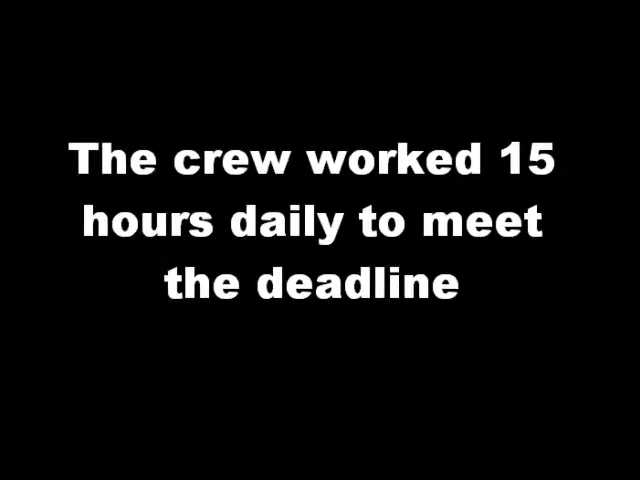 The crew worked 15
hours daily to meet
the deadline